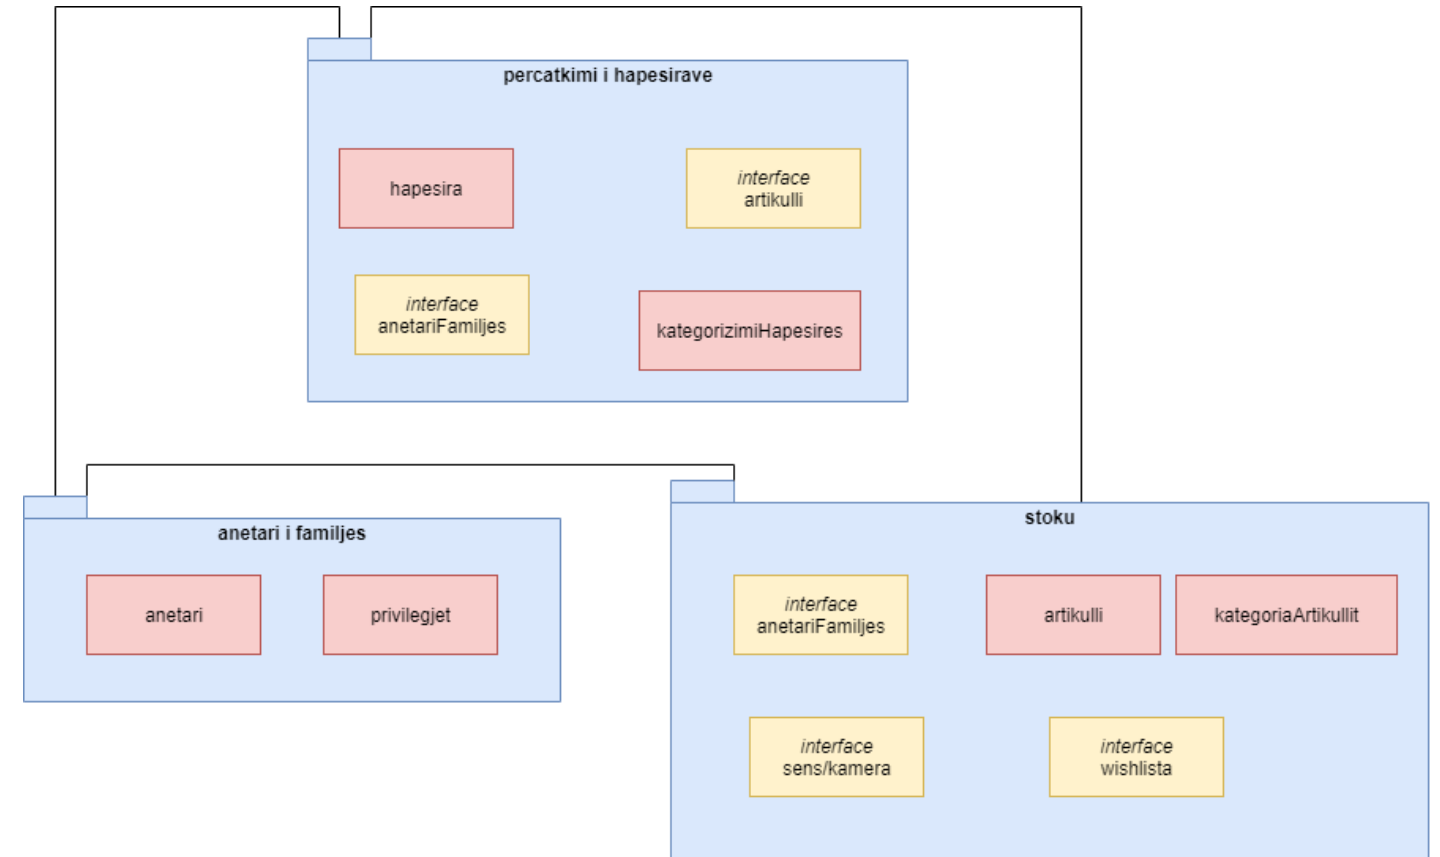 percatkimi i hapesirave
hapesira
interface
artikulli
interface
anetariFamiljes
kategorizimiHapesires
anetari i familjes
anetari
privilegjet
stoku
interface
anetariFamiljes
artikulli
kategoriaArtikullit
interface
sens/kamera
interface
wishlista